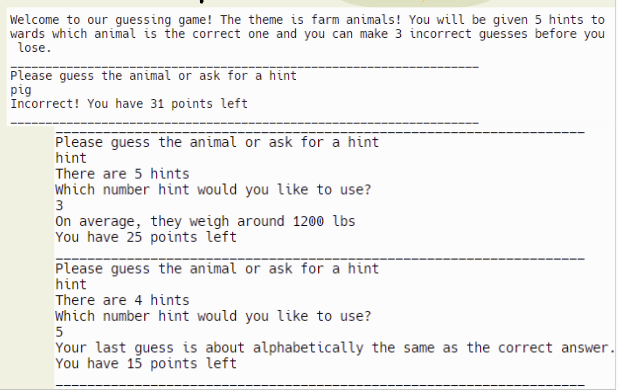 Welcome to our guessing game! The theme is farm animals! You will be given 5 hints to
wards which animal is the correct one and you can make 3 incorrect guesses before you
lose.
Please guess the animal or ask for a hint
pig
Incorrect! You have 31 points left
Please guess the animal or ask for a hint
hint
There are 5 hints
Which number hint would you like to use?
3
On average, they weigh around 1200 lbs
You have 25 points left
Please guess the animal or ask for a hint
hint
There are 4 hints
Which number hint would you like to use?
5
Your last guess is about alphabetically the same as the correct answer.
You have 15 points left